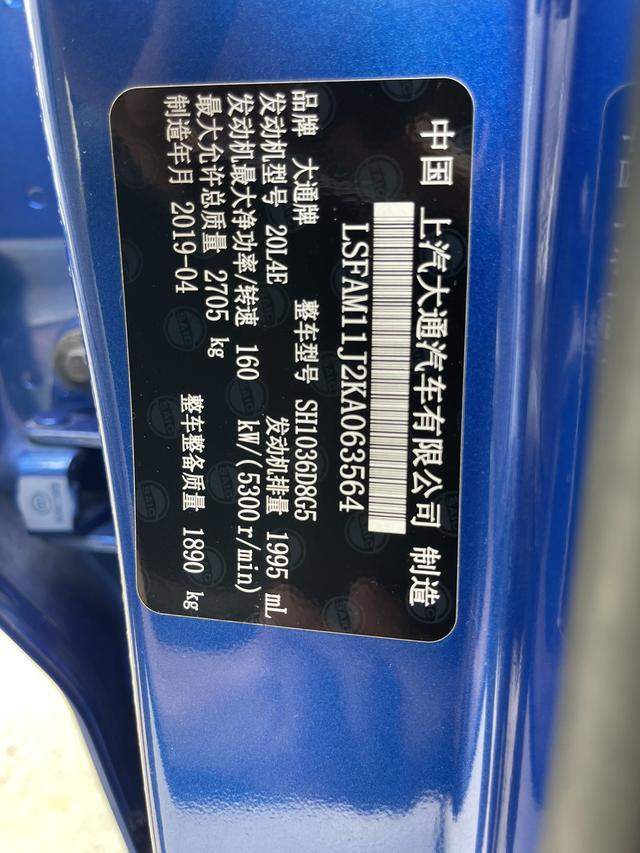 中国 上汽大通汽车有限公司 制造
LSFAM11J2KA063564
品牌 大通牌 整车型号 SH1036D8G5
发动机型号 20L4E 发动机排量 1995 mL
发动机最大净功率/转速 160 kW/(5300r/min)
最大允许总质量 2705 kg
制造年月 2019-04 整车整备质量 1890 kg